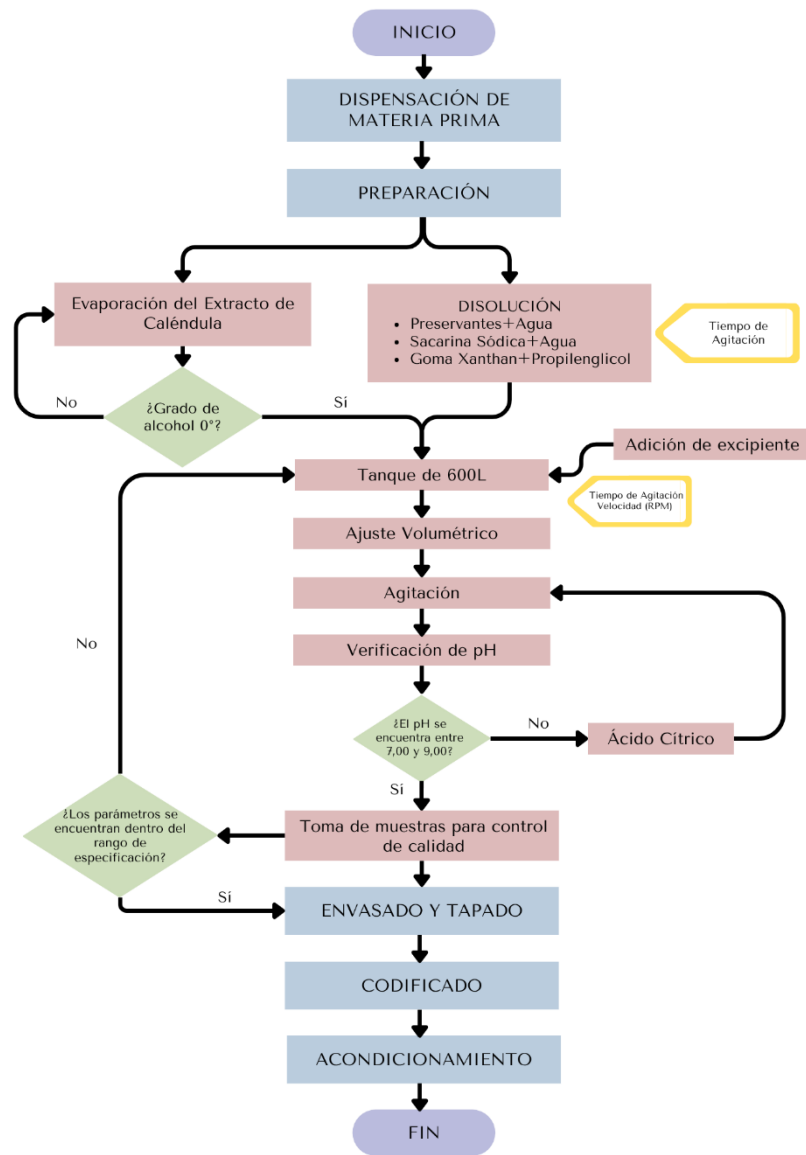 INICIO
DISPENSACIÓN DE
MATERIA PRIMA
PREPARACIÓN
Evaporación del Extracto de
Caléndula
DISOLUCIÓN
• Preservantes+Agua
• Sacarina Sódica+Agua
• Goma Xanthan+Propilenglicol
Tiempo de
Agitación
No
¿Grado de
alcohol 0°?
Sí
Adición de excipiente
Tanque de 600L
Tiempo de Agitación
Velocidad (RPM)
Ajuste Volumétrico
Agitación
No
Verificación de pH
¿El pH se
encuentra entre
7,00 y 9,00?
No
Ácido Cítrico
Sí
¿Los parámetros se
encuentran dentro del
rango de
especificación?
Toma de muestras para control
de calidad
Sí
ENVASADO Y TAPADO
CODIFICADO
ACONDICIONAMIENTO
FIN